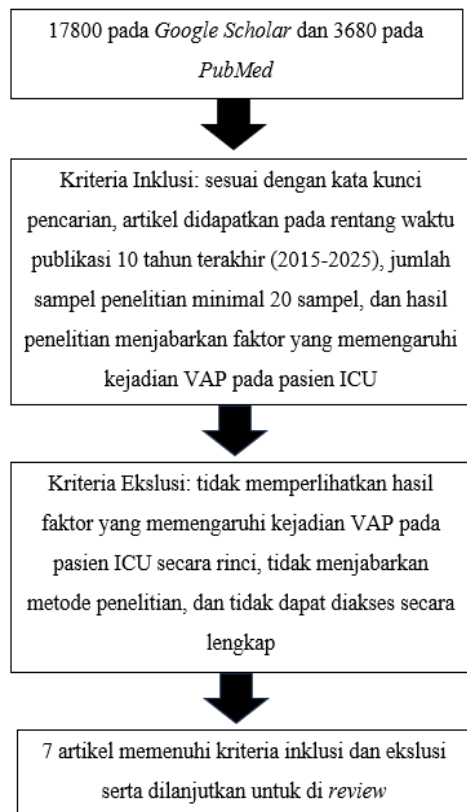 17800 pada Google Scholar dan 3680 pada
PubMed
Kriteria Inklusi: sesuai dengan kata kunci
pencarian, artikel didapatkan pada rentang waktu
publikasi 10 tahun terakhir (2015-2025), jumlah
sampel penelitian minimal 20 sampel, dan hasil
penelitian menjabarkan faktor yang memengaruhi
kejadian VAP pada pasien ICU
Kriteria Ekslusi: tidak memperlihatkan hasil
faktor yang memengaruhi kejadian VAP pada
pasien ICU secara rinci, tidak menjabarkan
metode penelitian, dan tidak dapat diakses secara
lengkap
7 artikel memenuhi kriteria inklusi dan ekslusi
serta dilanjutkan untuk di review